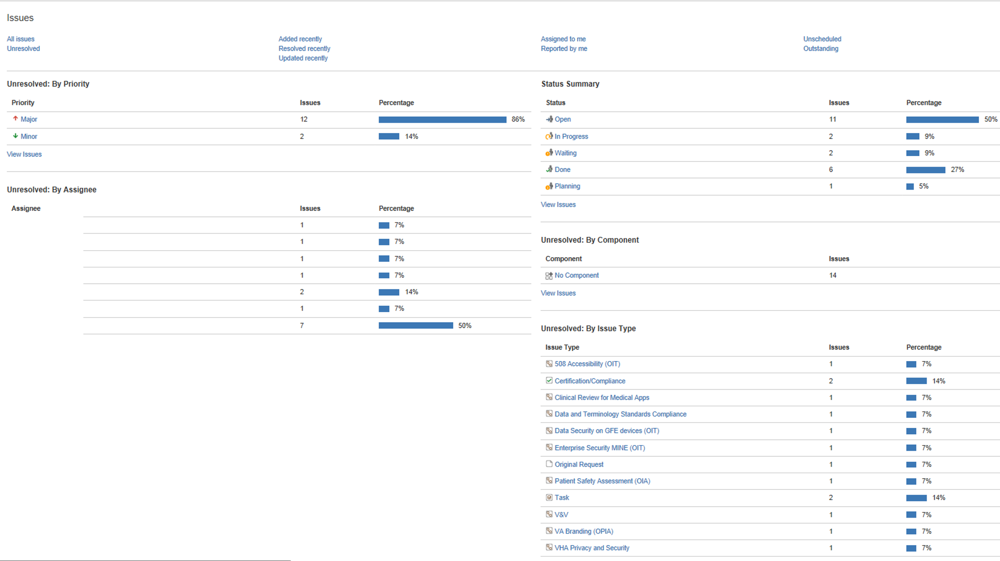 Issues
All issues
Unresolved
Added recently
Resolved recently
Updated recently
Assigned to me
Reported by me
Unscheduled
Outstanding
Unresolved: By Priority
Priority Issues Percentage
Major 12 86%
Minor 2 14%
View Issues
Unresolved: By Assignee
Assignee Issues Percentage
1 7%
1 7%
1 7%
1 7%
2 14%
1 7%
7 50%
Status Summary
Status Issues Percentage
Open 11 50%
In Progress 2 9%
Waiting 2 9%
Done 6 27%
Planning 1 5%
View Issues
Unresolved: By Component
Component Issues
No Component 14
View Issues
Unresolved: By Issue Type
Issue Type Issues Percentage
508 Accessibility (OIT) 1 7%
Certification/Compliance 2 14%
Clinical Review for Medical Apps 1 7%
Data and Terminology Standards Compliance 1 7%
Data Security on GFE devices (OIT) 1 7%
Enterprise Security MINE (OIT) 1 7%
Original Request 1 7%
Patient Safety Assessment (OIA) 1 7%
Task 2 14%
V&V 1 7%
VA Branding (OPIA) 1 7%
VHA Privacy and Security 1 7%